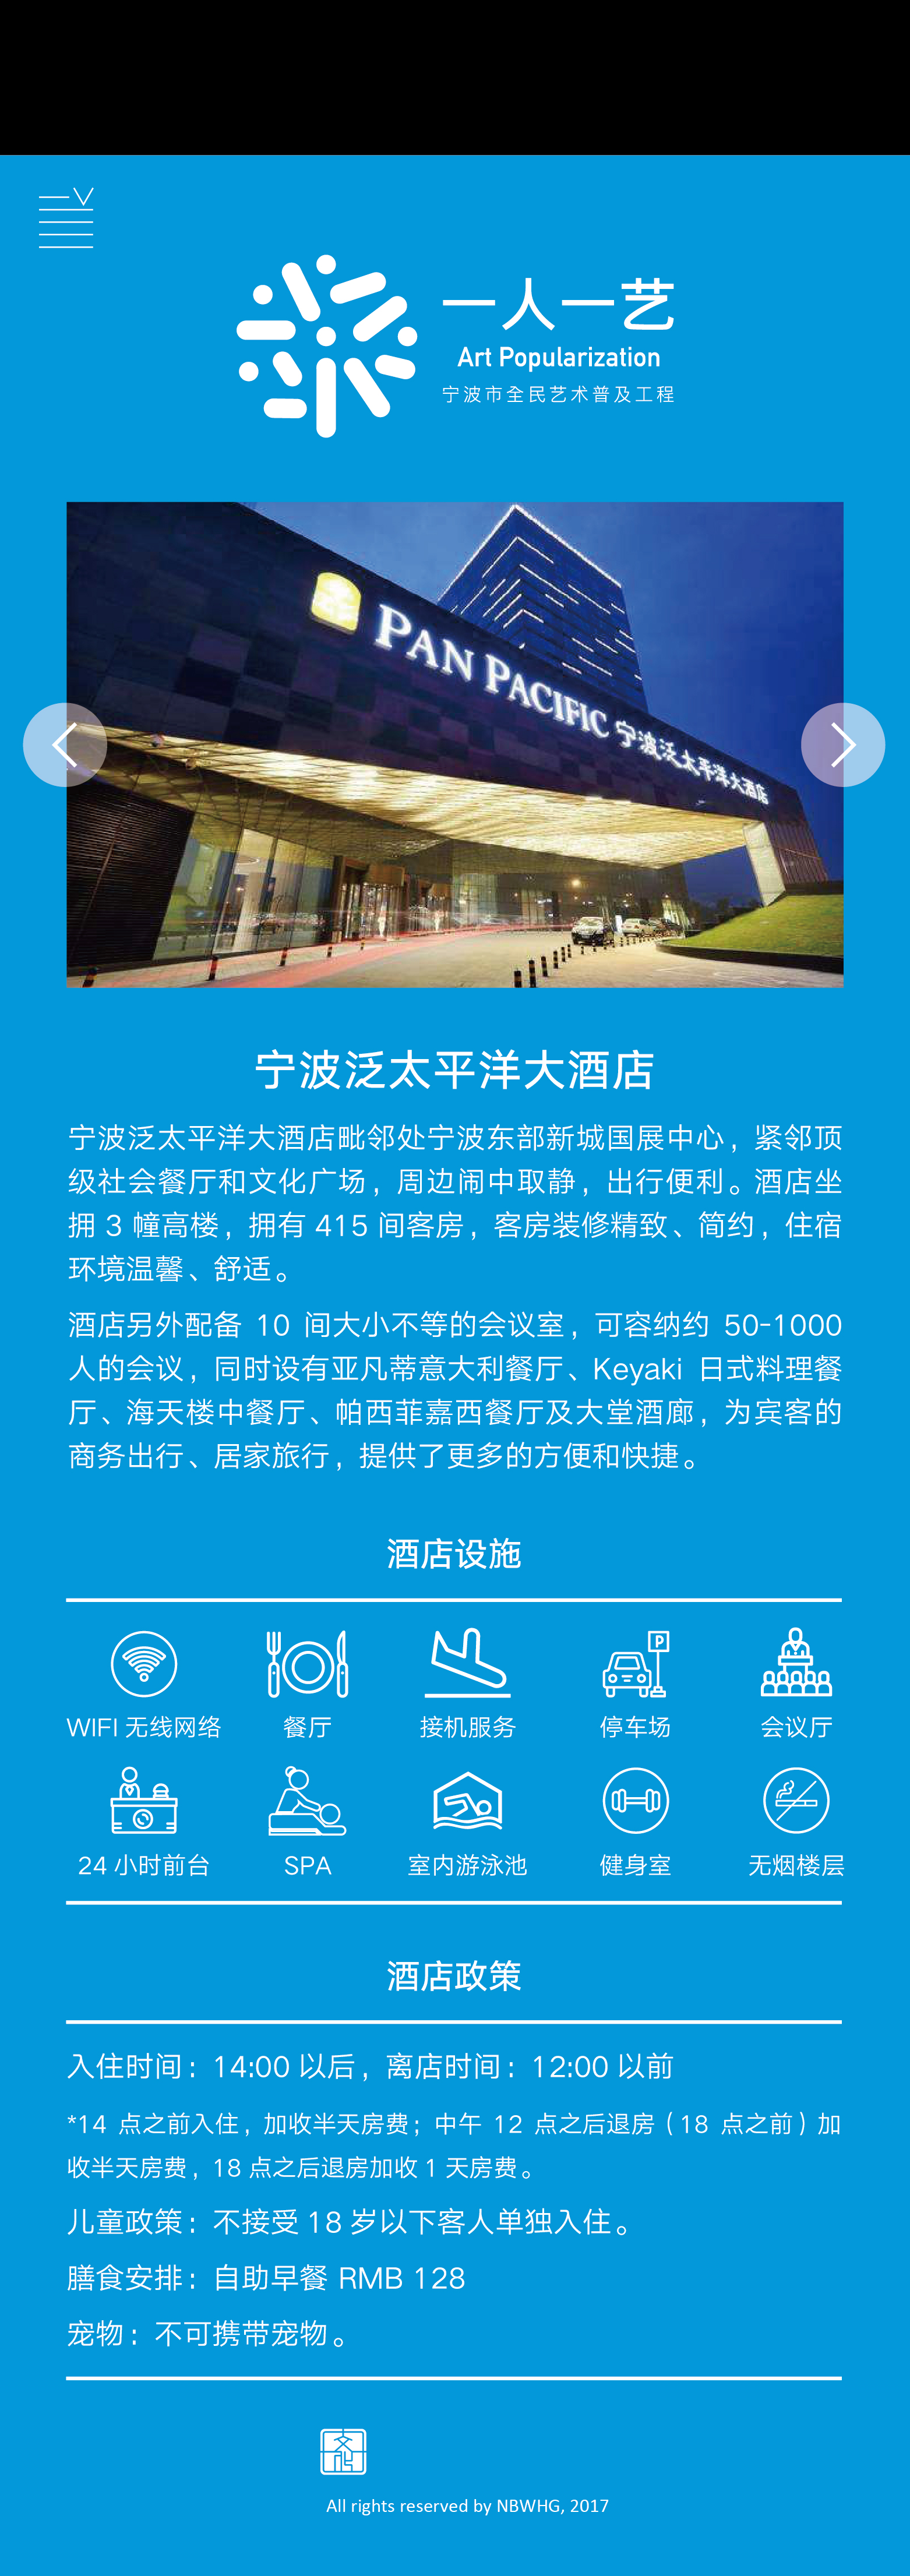 一人一艺
Art Popularization
宁波市全民艺术普及工程
PAN PACIFIC 宁波泛太平洋大酒店
宁波泛太平洋大酒店
宁波泛太平洋大酒店毗邻处宁波东部新城国展中心，紧邻顶
级社会餐厅和文化广场，周边闹中取静，出行便利。酒店坐
拥 3 幢高楼，拥有 415 间客房，客房装修精致、简约，住宿
环境温馨、舒适。
酒店另外配备 10 间大小不等的会议室，可容纳约 50-1000
人的会议，同时设有亚凡蒂意大利餐厅、Keyaki 日式料理餐
厅、海天楼中餐厅、帕西菲嘉西餐厅及大堂酒廊，为宾客的
商务出行、居家旅行，提供了更多的方便和快捷。
酒店设施
P
WIFI 无线网络 餐厅 接机服务 停车场 会议厅
24 小时前台 SPA 室内游泳池 健身室 无烟楼层
酒店政策
入住时间：14:00 以后，离店时间：12:00 以前
*14 点之前入住，加收半天房费；中午 12 点之后退房（18 点之前）加
收半天房费，18 点之后退房加收 1 天房费。
儿童政策：不接受 18 岁以下客人单独入住。
膳食安排：自助早餐 RMB 128
宠物：不可携带宠物。
文化
All rights reserved by NBWHG, 2017